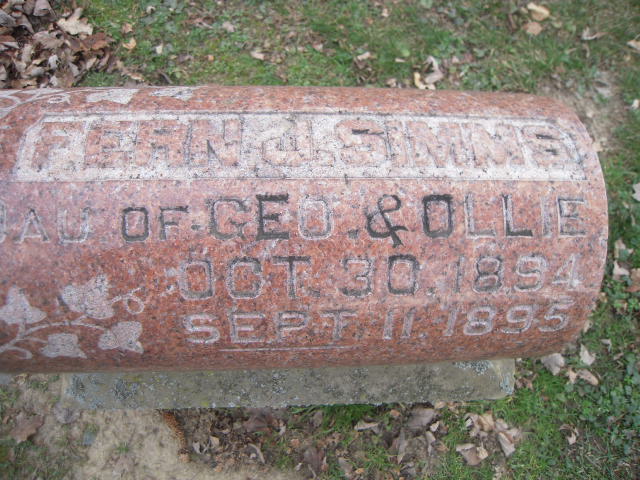 FERN J. SIMMS
DAU OF GEO. & OLLIE
OCT. 30. 1894
SEPT. 11. 1895